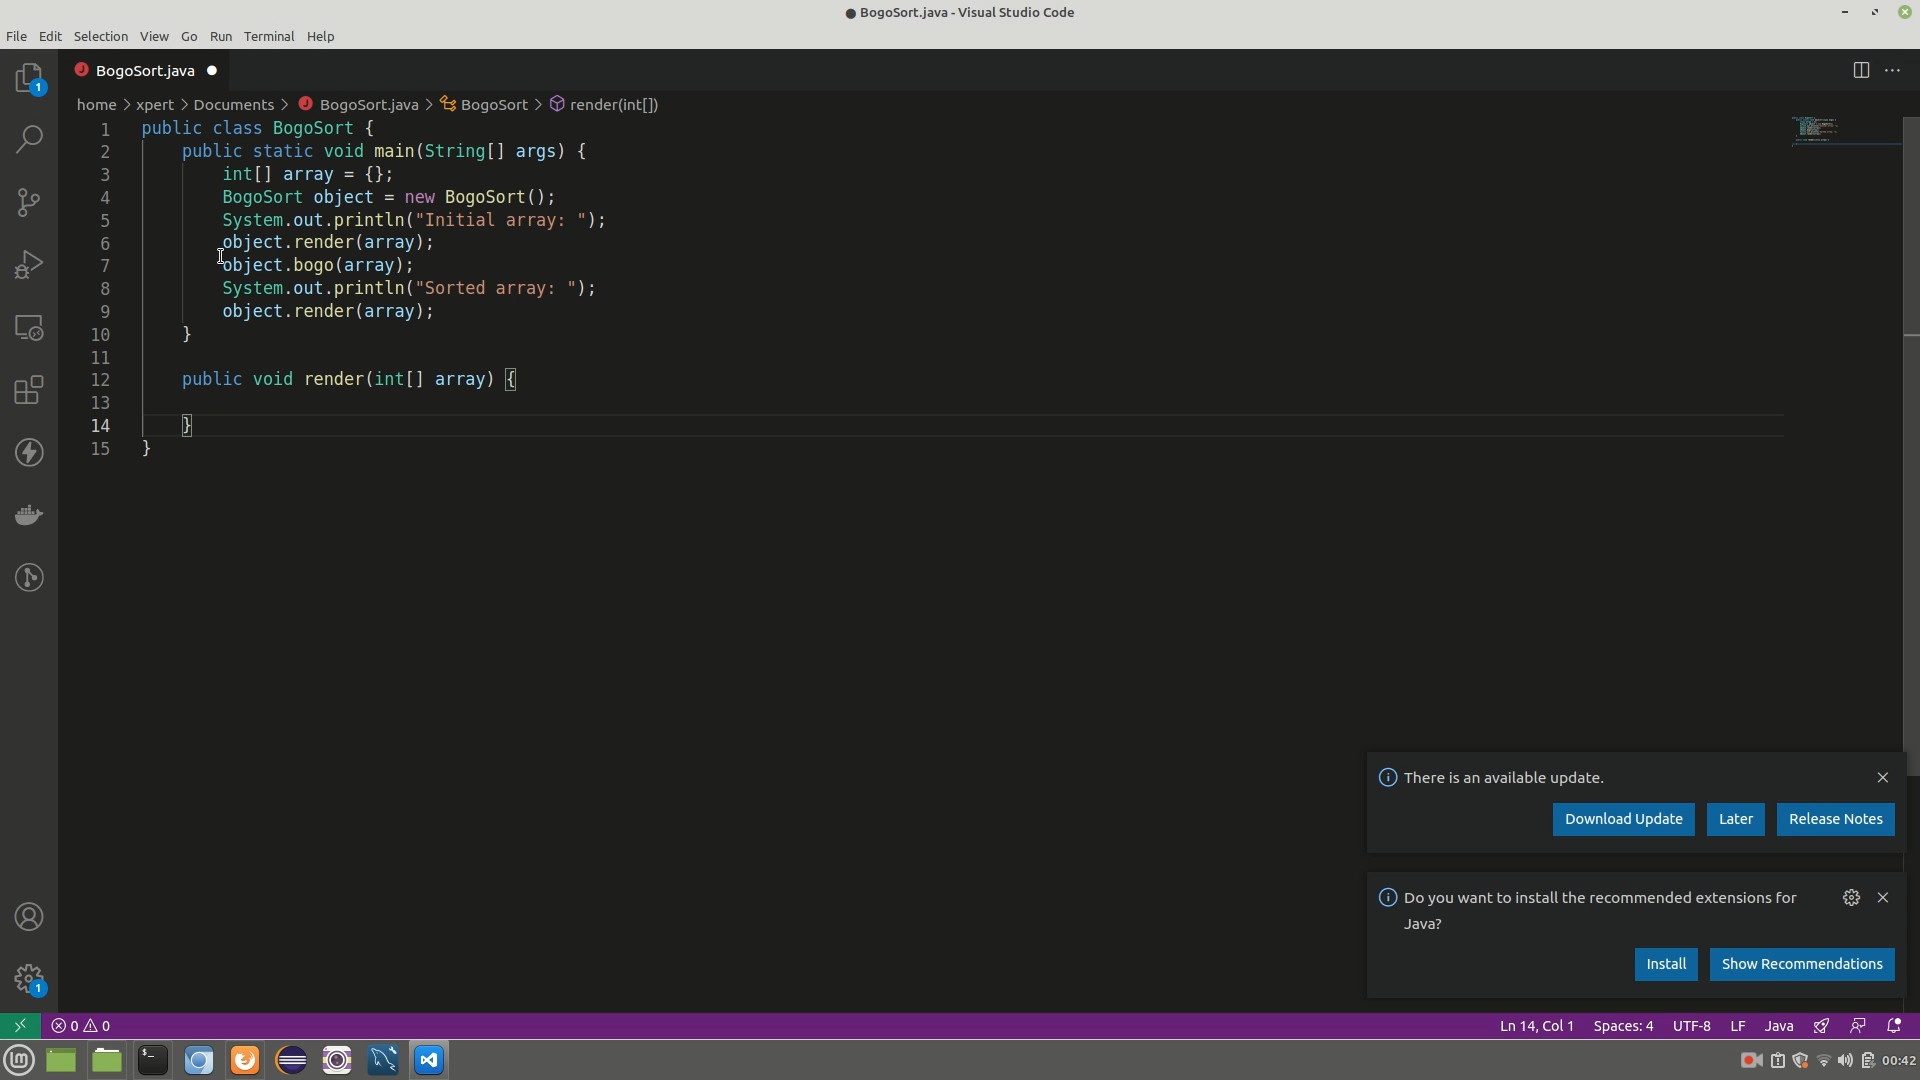 BogoSort.java - Visual Studio Code
File Edit Selection View Go Run Terminal Help
1
BogoSort.java
home > xpert > Documents > BogoSort.java > BogoSort > render(int[])
1 public class BogoSort {
2 public static void main(String[] args) {
3 int[] array = {};
4 BogoSort object = new BogoSort();
5 System.out.println("Initial array: ");
6 object.render(array);
7 object.bogo(array);
8 System.out.println("Sorted array: ");
9 object.render(array);
10 }
11
12 public void render(int[] array) {
13
14 }
15 }
There is an available update.
Download Update Later Release Notes
Do you want to install the recommended extensions for
Java?
Install Show Recommendations
1
0 0 Ln 14, Col 1 Spaces: 4 UTF-8 LF Java
00:42